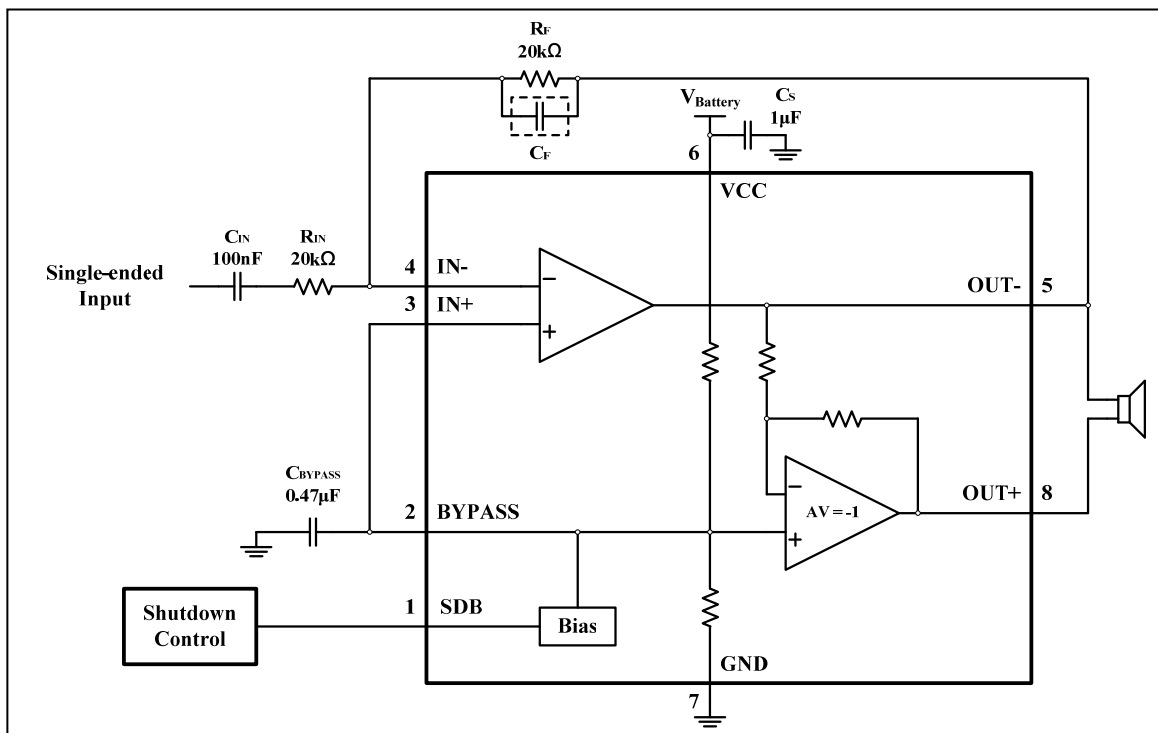 RF
20kΩ
CF
VBattery
CS
1µF
6
VCC
CIN
100nF
RIN
20kΩ
Single-ended
Input
4
IN-
3
IN+
−
+
OUT-
5
CBYPASS
0.47µF
2
BYPASS
−
+
AV = -1
OUT+
8
Shutdown
Control
1
SDB
Bias
GND
7